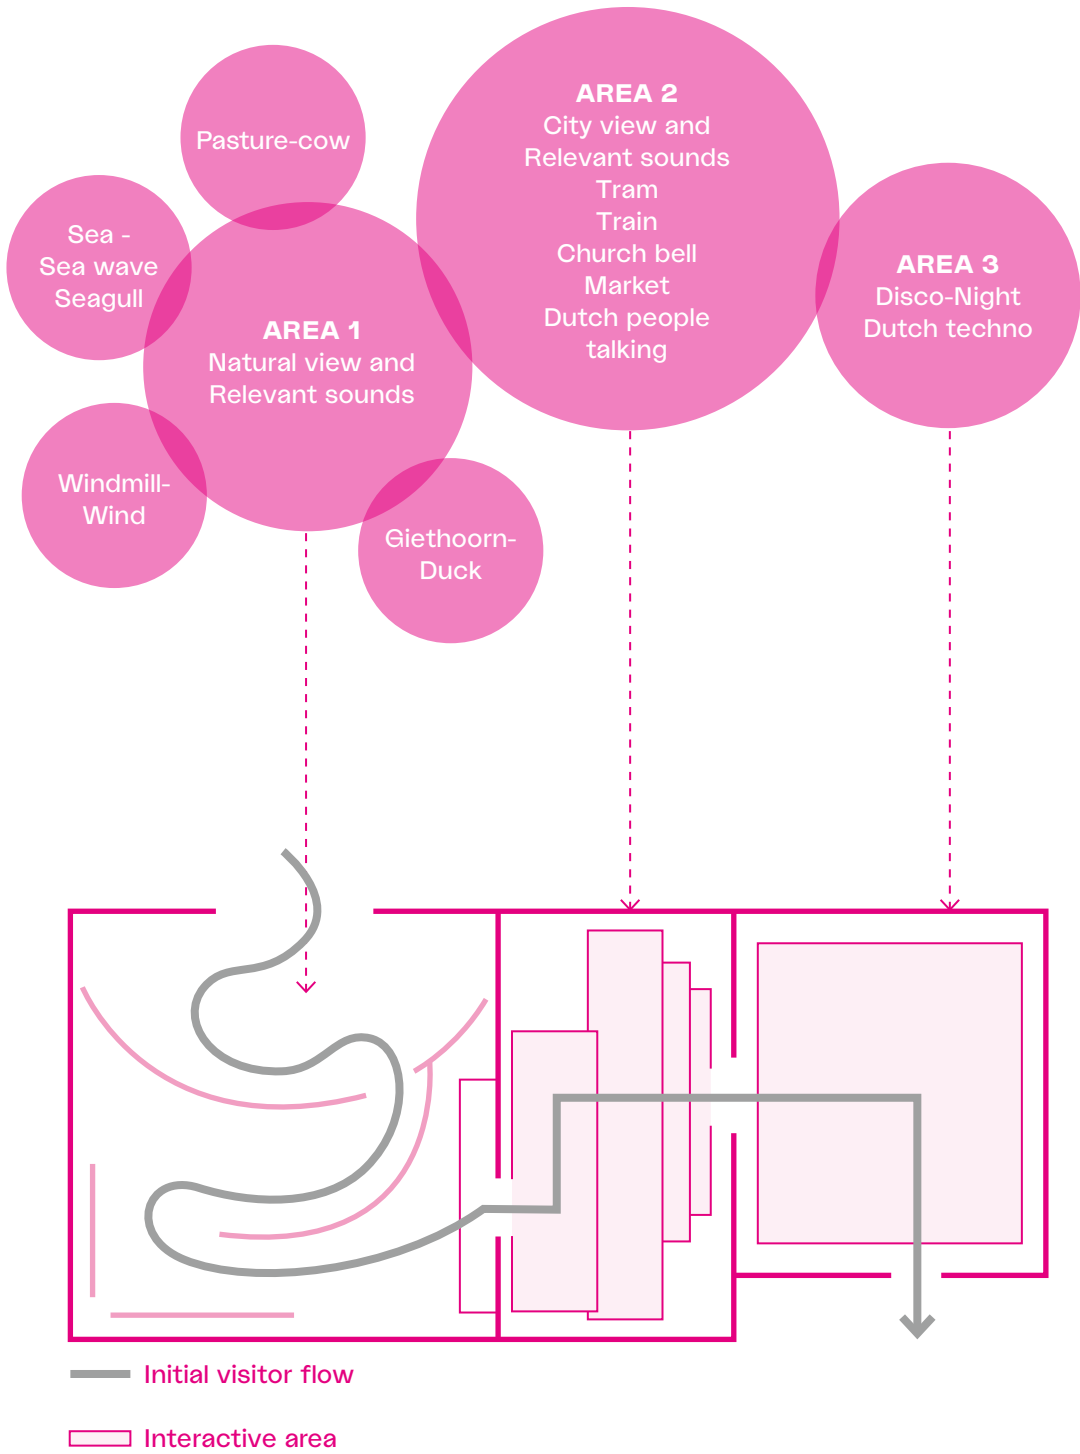 Pasture-cow
Sea -
Sea wave
Seagull
AREA 1
Natural view and
Relevant sounds
Windmill-
Wind
Giethoorn-
Duck
AREA 2
City view and
Relevant sounds
Tram
Train
Church bell
Market
Dutch people
talking
AREA 3
Disco-Night
Dutch techno
Initial visitor flow
Interactive area